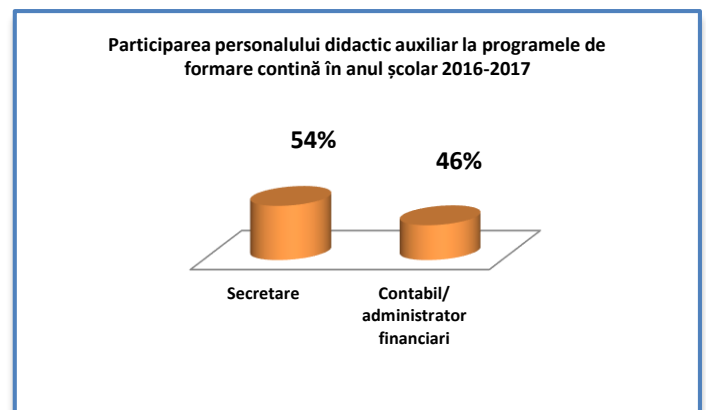 Participarea personalului didactic auxiliar la programele de
formare contină în anul școlar 2016-2017
54%
46%
Secretare
Contabil/
administrator
financiari